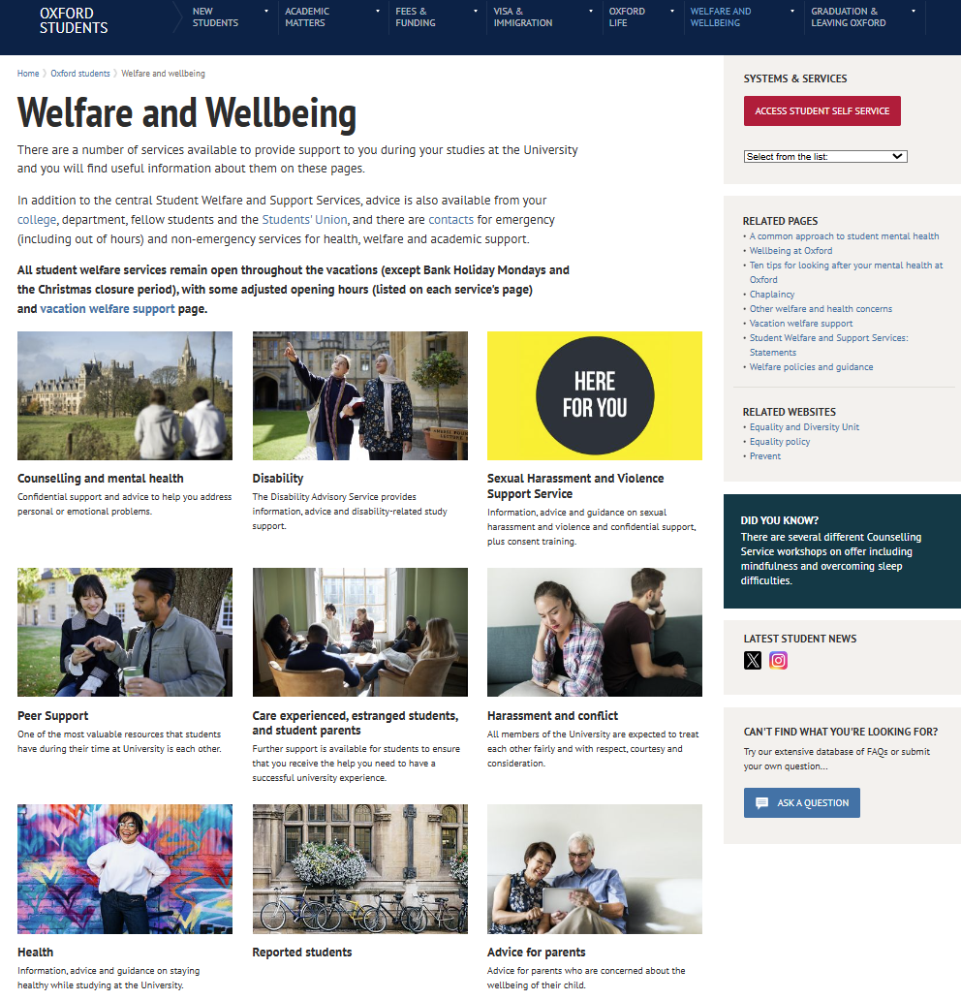 OXFORD
STUDENTS
NEW
STUDENTS
ACADEMIC
MATTERS
FEES &
FUNDING
VISA &
IMMIGRATION
OXFORD
LIFE
WELFARE AND
WELLBEING
GRADUATION &
LEAVING OXFORD
Home 〉 Oxford students 〉 Welfare and wellbeing
Welfare and Wellbeing
There are a number of services available to provide support to you during your studies at the University
and you will find useful information about them on these pages.
In addition to the central Student Welfare and Support Services, advice is also available from your
college, department, fellow students and the Students' Union, and there are contacts for emergency
(including out of hours) and non-emergency services for health, welfare and academic support.
All student welfare services remain open throughout the vacations (except Bank Holiday Mondays and
the Christmas closure period), with some adjusted opening hours (listed on each service's page)
and vacation welfare support page.
HERE
FOR YOU
Counselling and mental health
Confidential support and advice to help you address
personal or emotional problems.
Disability
The Disability Advisory Service provides
information, advice and disability-related study
support.
Sexual Harassment and Violence
Support Service
Information, advice and guidance on sexual
harassment and violence and confidential support,
plus consent training.
Peer Support
One of the most valuable resources that students
have during their time at University is each other.
Care experienced, estranged students,
and student parents
Further support is available for students to ensure
that you receive the help you need to have a
successful university experience.
Harassment and conflict
All members of the University are expected to treat
each other fairly and with respect, courtesy and
consideration.
Health
Information, advice and guidance on staying
healthy while studying at the University.
Reported students
Advice for parents
Advice for parents who are concerned about the
wellbeing of their child.
SYSTEMS & SERVICES
ACCESS STUDENT SELF SERVICE
Select from the list:
RELATED PAGES
• A common approach to student mental health
• Wellbeing at Oxford
• Ten tips for looking after your mental health at
Oxford
• Chaplaincy
• Other welfare and health concerns
• Vacation welfare support
• Student Welfare and Support Services:
Statements
• Welfare policies and guidance
RELATED WEBSITES
• Equality and Diversity Unit
• Equality policy
• Prevent
DID YOU KNOW?
There are several different Counselling
Service workshops on offer including
mindfulness and overcoming sleep
difficulties.
LATEST STUDENT NEWS
CAN'T FIND WHAT YOU'RE LOOKING FOR?
Try our extensive database of FAQs or submit
your own question...
ASK A QUESTION